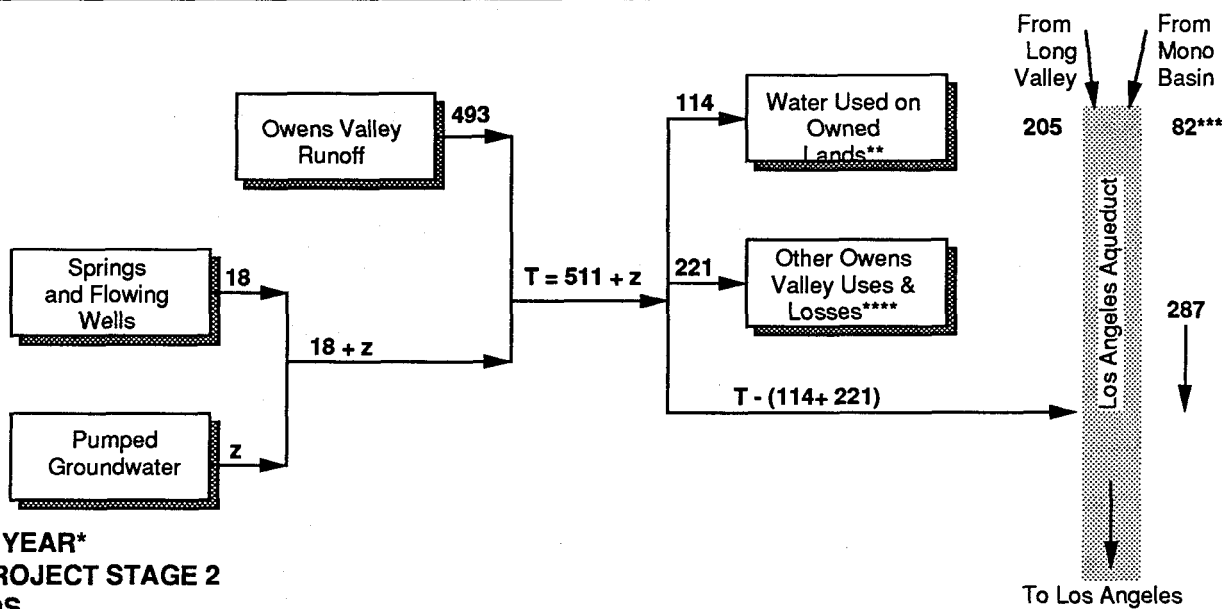 From
Long
Valley
From
Mono
Basin
205
82***
Owens Valley
Runoff
493
114
Water Used on
Owned
Lands**
Springs
and Flowing
Wells
18
18 + z
T = 511 + z
221
Other Owens
Valley Uses &
Losses****
Los Angeles Aqueduct
287
Pumped
Groundwater
z
T - (114+ 221)
To Los Angeles
YEAR*
ROJECT STAGE 2